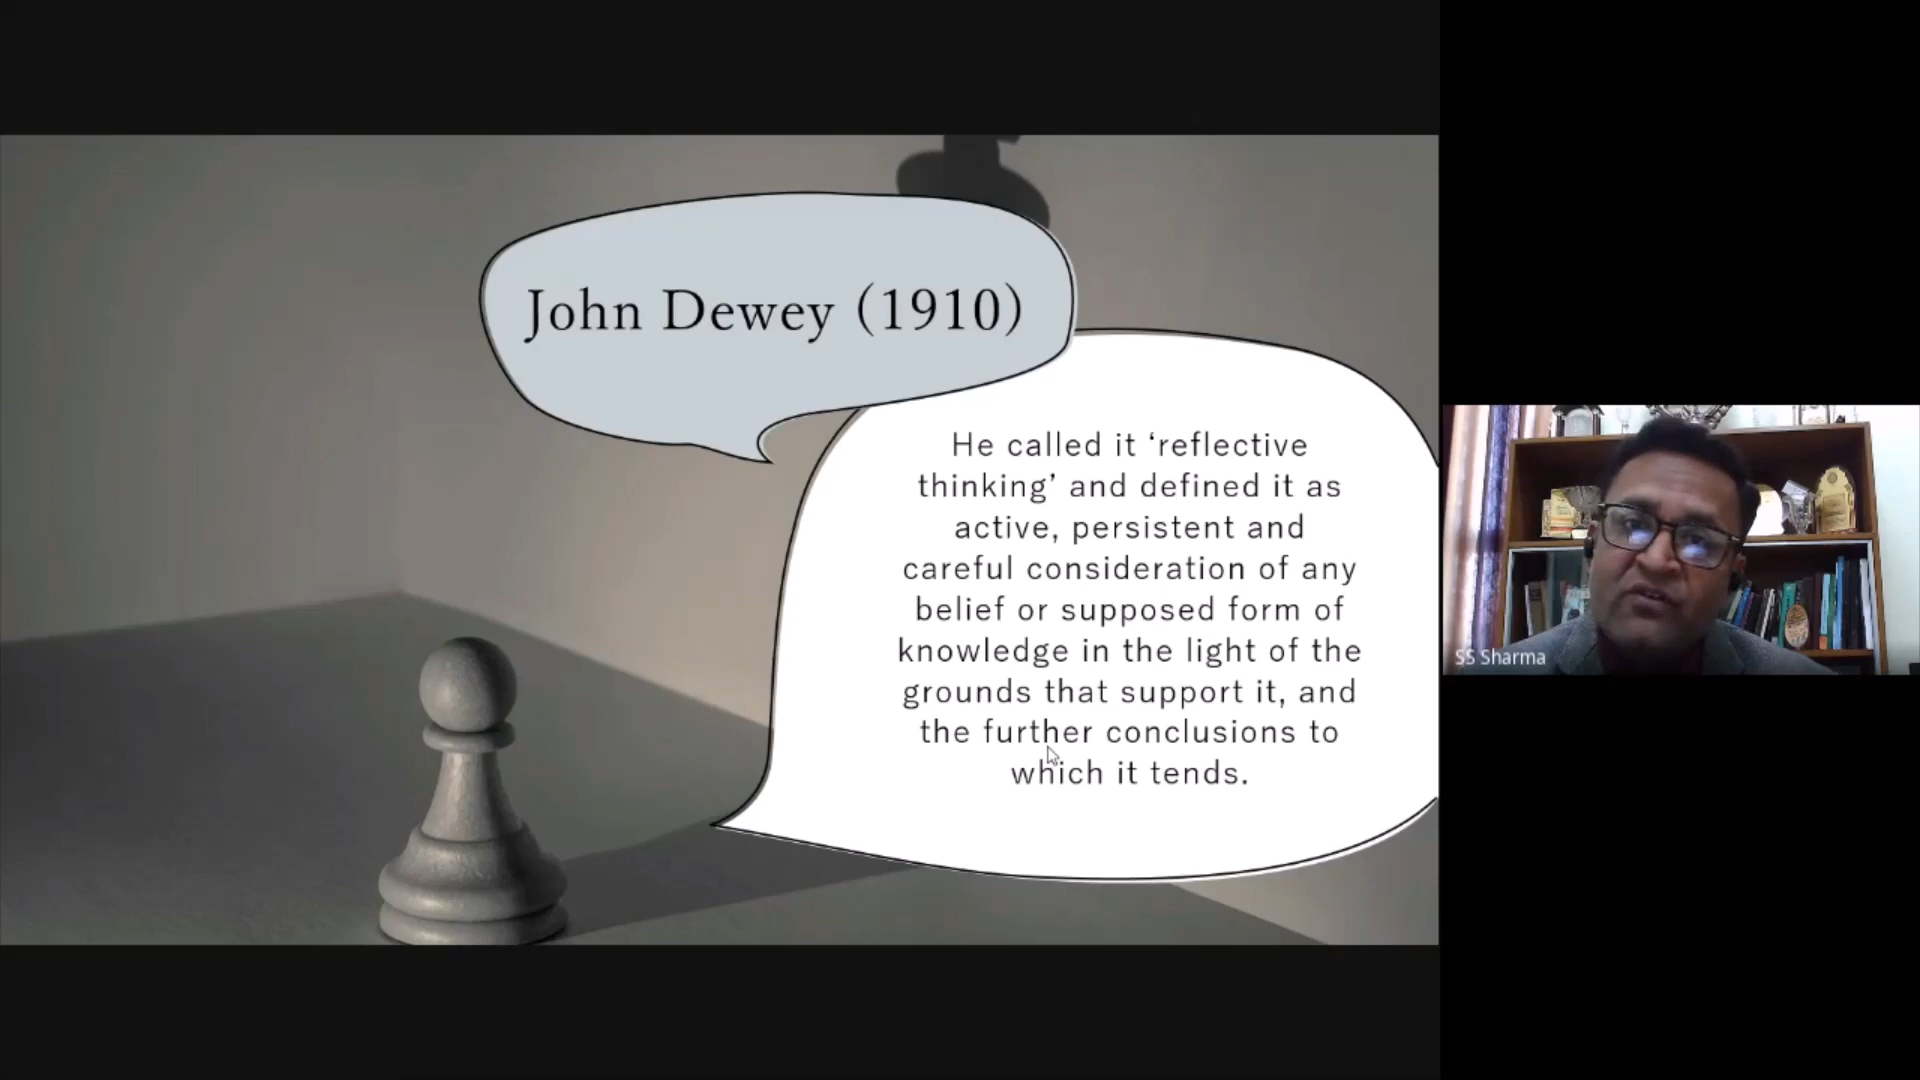 John Dewey (1910)
He called it ‘reflective
thinking’ and defined it as
active, persistent and
careful consideration of any
belief or supposed form of
knowledge in the light of the
grounds that support it, and
the further conclusions to
which it tends.
SS Sharma